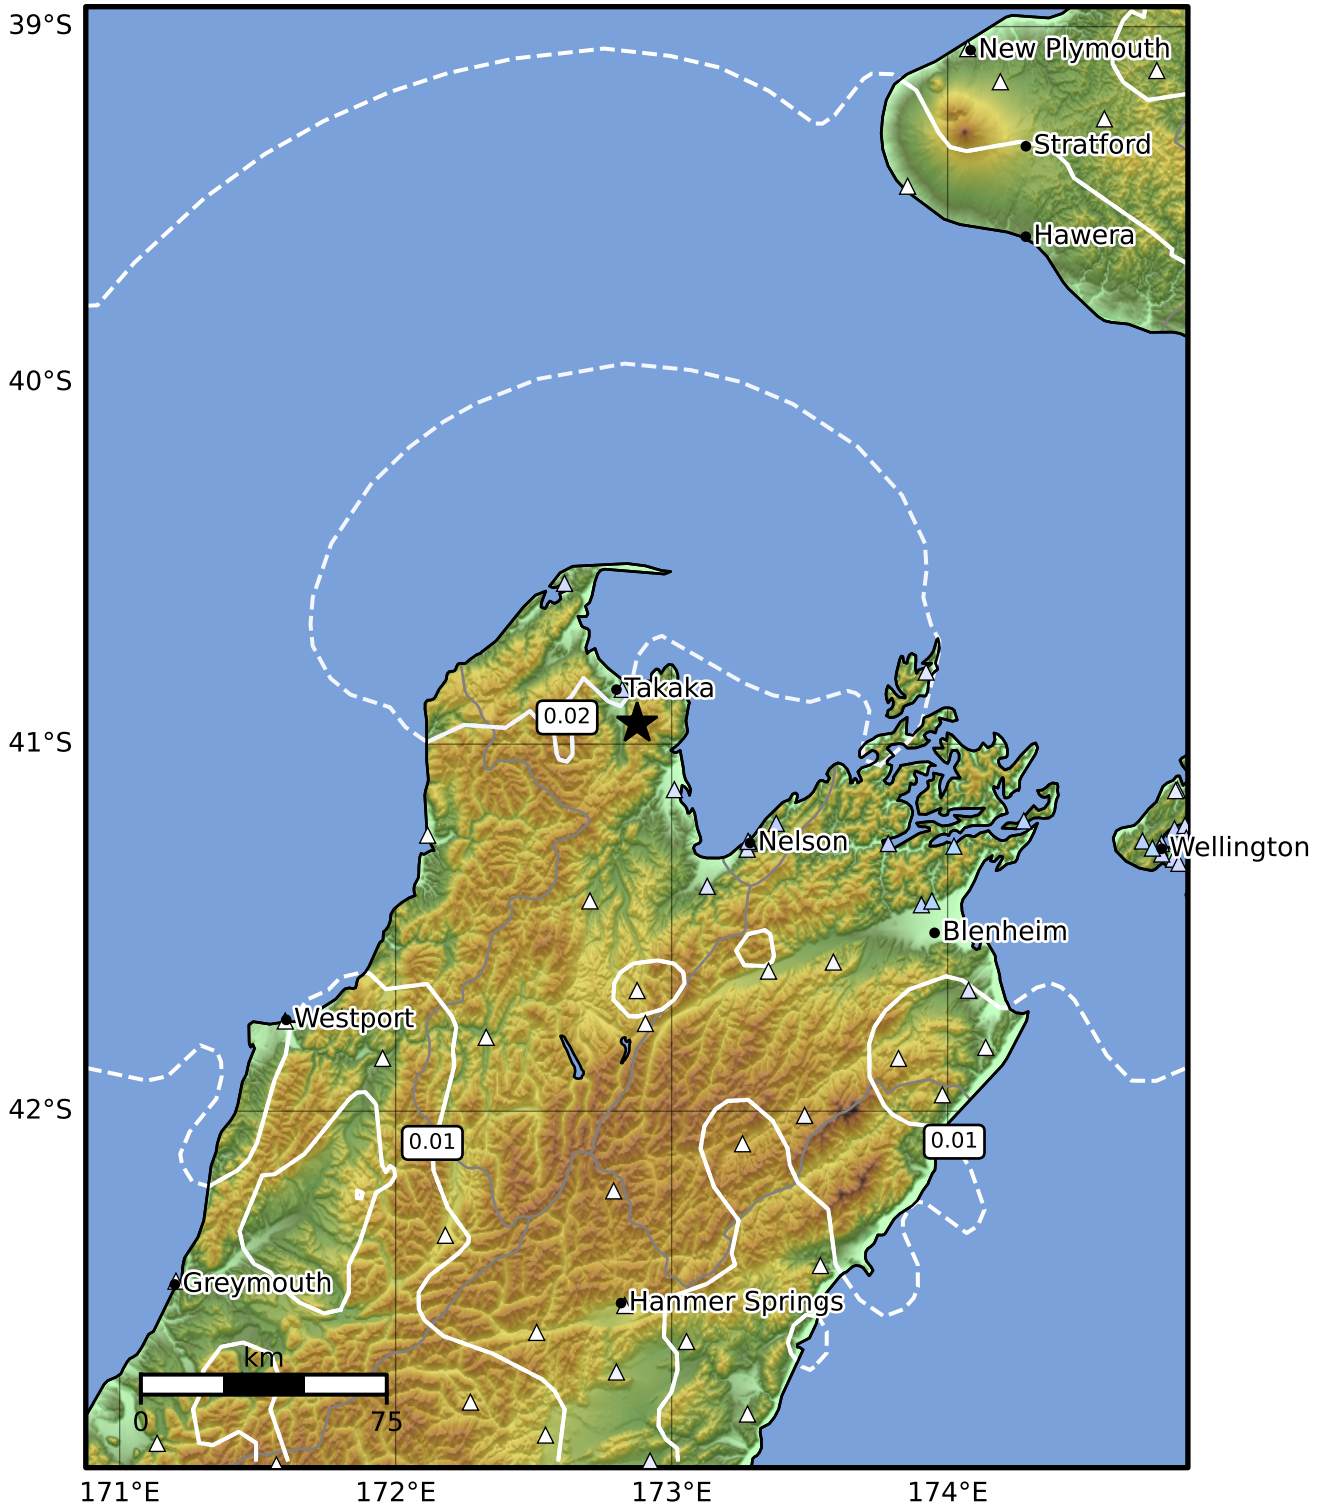 39°S
New Plymouth
Stratford
Hawera
40°S
Takaka
0.02
41°S
Nelson
Wellington
Blenheim
Westport
42°S
0.01
0.01
Greymouth
Hanmer Springs
km
0 75
171°E 172°E 173°E 174°E